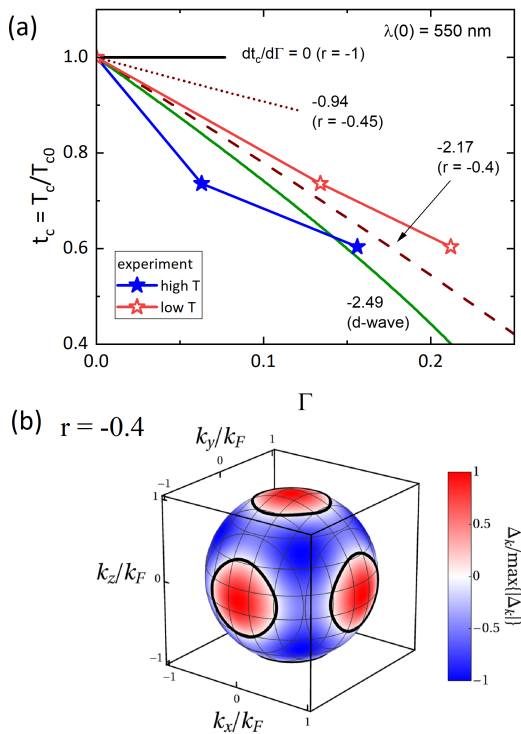 (a)
λ(0) = 550 nm
dt_c/dΓ = 0 (r = -1)
-0.94
(r = -0.45)
-2.17
(r = -0.4)
-2.49
(d-wave)
experiment
high T
low T
t_c = T_c/T_c0
1.0
0.8
0.6
0.4
0.0
0.1
0.2
Γ
(b) r = -0.4
k_y/k_F
-1
0
1
k_z/k_F
1
0
-1
k_x/k_F
-1
0
1
1
0.5
0
-0.5
-1
Δ_k/max{|Δ_k|}